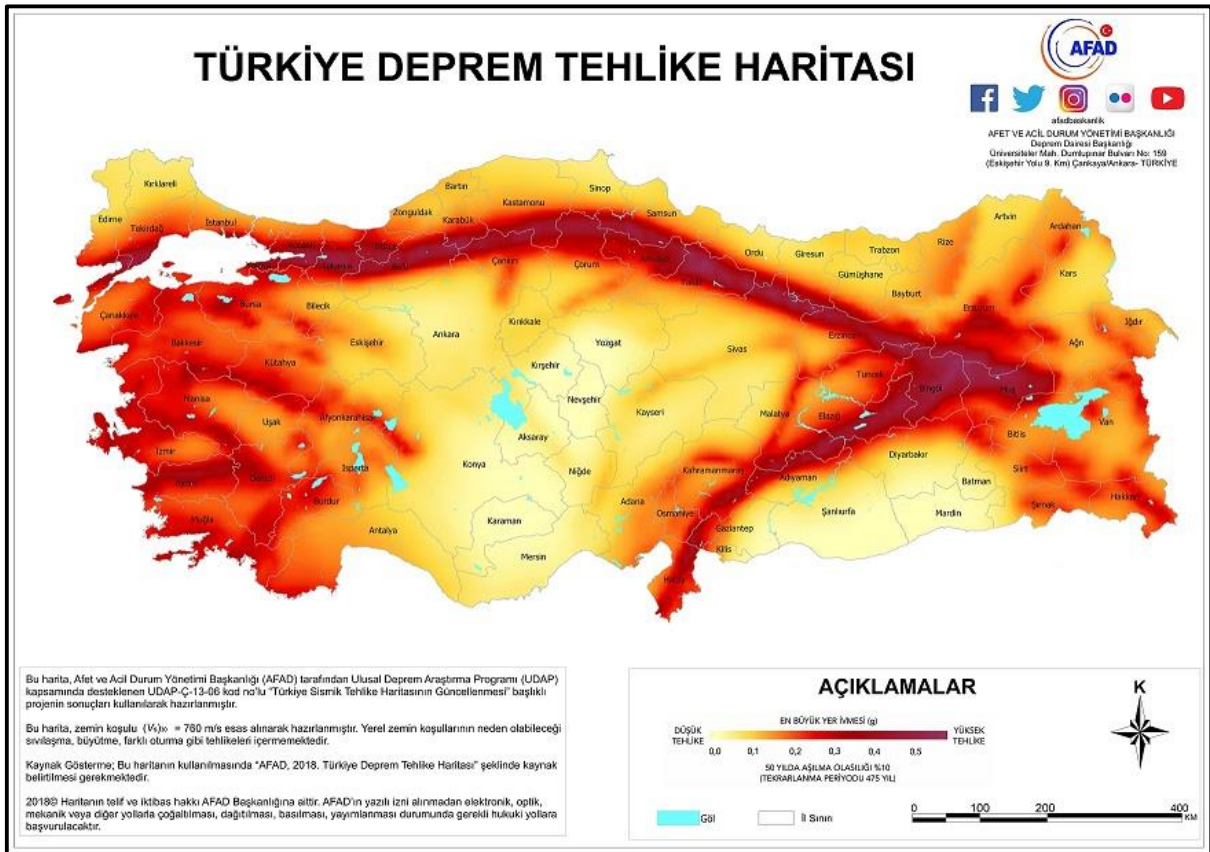 TÜRKİYE DEPREM TEHLİKE HARİTASI
AFAD
afadbaskanlik
AFET VE ACİL DURUM YÖNETİMİ BAŞKANLIĞI
Deprem Dairesi Başkanlığı
Üniversiteler Mah. Dumlupınar Bulvarı No: 159
(Eskişehir Yolu 9. Km) Çankaya/Ankara- TÜRKİYE
Kırklareli
Edirne
Tekirdağ
İstanbul
Zonguldak
Bartın
Karabük
Kastamonu
Sinop
Samsun
Ordu
Giresun
Trabzon
Rize
Artvin
Ardahan
Kars
Gümüşhane
Bayburt
Erzurum
Iğdır
Ağrı
Çanakkale
Balıkesir
Bursa
Bilecik
Eskişehir
Kütahya
Ankara
Çankırı
Çorum
Kırıkkale
Yozgat
Kırşehir
Sivas
Tokat
Erzincan
Tunceli
Bingöl
Muş
Van
Bitlis
Manisa
Uşak
Afyonkarahisar
İzmir
Aydın
Denizli
Isparta
Burdur
Muğla
Antalya
Konya
Aksaray
Nevşehir
Niğde
Kayseri
Karaman
Mersin
Adana
Osmaniye
Kahramanmaraş
Malatya
Elazığ
Adıyaman
Diyarbakır
Batman
Siirt
Şırnak
Hakkari
Mardin
Şanlıurfa
Gaziantep
Kilis
Hatay
Bu harita, Afet ve Acil Durum Yönetimi Başkanlığı (AFAD) tarafından Ulusal Deprem Araştırma Programı (UDAP)
kapsamında desteklenen UDAP-Ç-13-06 kod no'lu "Türkiye Sismik Tehlike Haritasının Güncellenmesi" başlıklı
projenin sonuçları kullanılarak hazırlanmıştır.
Bu harita, zemin koşulu (Vs)30 = 760 m/s esas alınarak hazırlanmıştır. Yerel zemin koşullarının neden olabileceği
sıvılaşma, büyütme, farklı oturma gibi tehlikeleri içermemektedir.
Kaynak Gösterme; Bu haritanın kullanılmasında "AFAD, 2018. Türkiye Deprem Tehlike Haritası" şeklinde kaynak
belirtilmesi gerekmektedir.
2018© Haritanın telif ve iktibas hakkı AFAD Başkanlığına aittir. AFAD'ın yazılı izni alınmadan elektronik, optik,
mekanik veya diğer yollarla çoğaltılması, dağıtılması, basılması, yayımlanması durumunda gerekli hukuki yollara
başvurulacaktır.
AÇIKLAMALAR
EN BÜYÜK YER İVMESİ (g)
DÜŞÜK TEHLİKE
YÜKSEK TEHLİKE
0,0 0,1 0,2 0,3 0,4 0,5
50 YILDA AŞILMA OLASILIĞI %10
(TEKRARLANMA PERİYODU 475 YIL)
Göl
İl Sınırı
K
0 100 200 400
KM